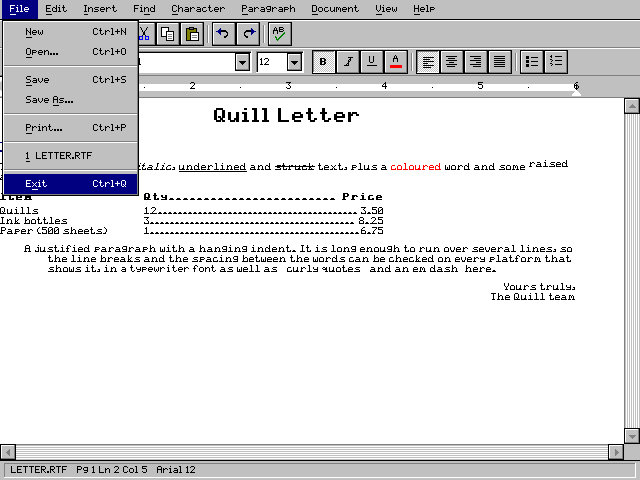 File Edit Insert Find Character Paragraph Document View Help
New Ctrl+N
Open... Ctrl+O
Save Ctrl+S
Save As...
Print... Ctrl+P
1 LETTER.RTF
Exit Ctrl+Q
12 B I U A
ABC
2 3 4 5 6
Quill Letter
italic, underlined and struck text, plus a coloured word and some raised
Item Qty........................ Price
Quills 12........................................ 3.50
Ink bottles 3.......................................... 8.25
Paper (500 sheets) 1........................................... 6.75
A justified paragraph with a hanging indent. It is long enough to run over several lines, so
the line breaks and the spacing between the words can be checked on every platform that
shows it, in a typewriter font as well as curly quotes and an em dash here.
Yours truly,
The Quill team
LETTER.RTF Pg 1 Ln 2 Col 5 Arial 12